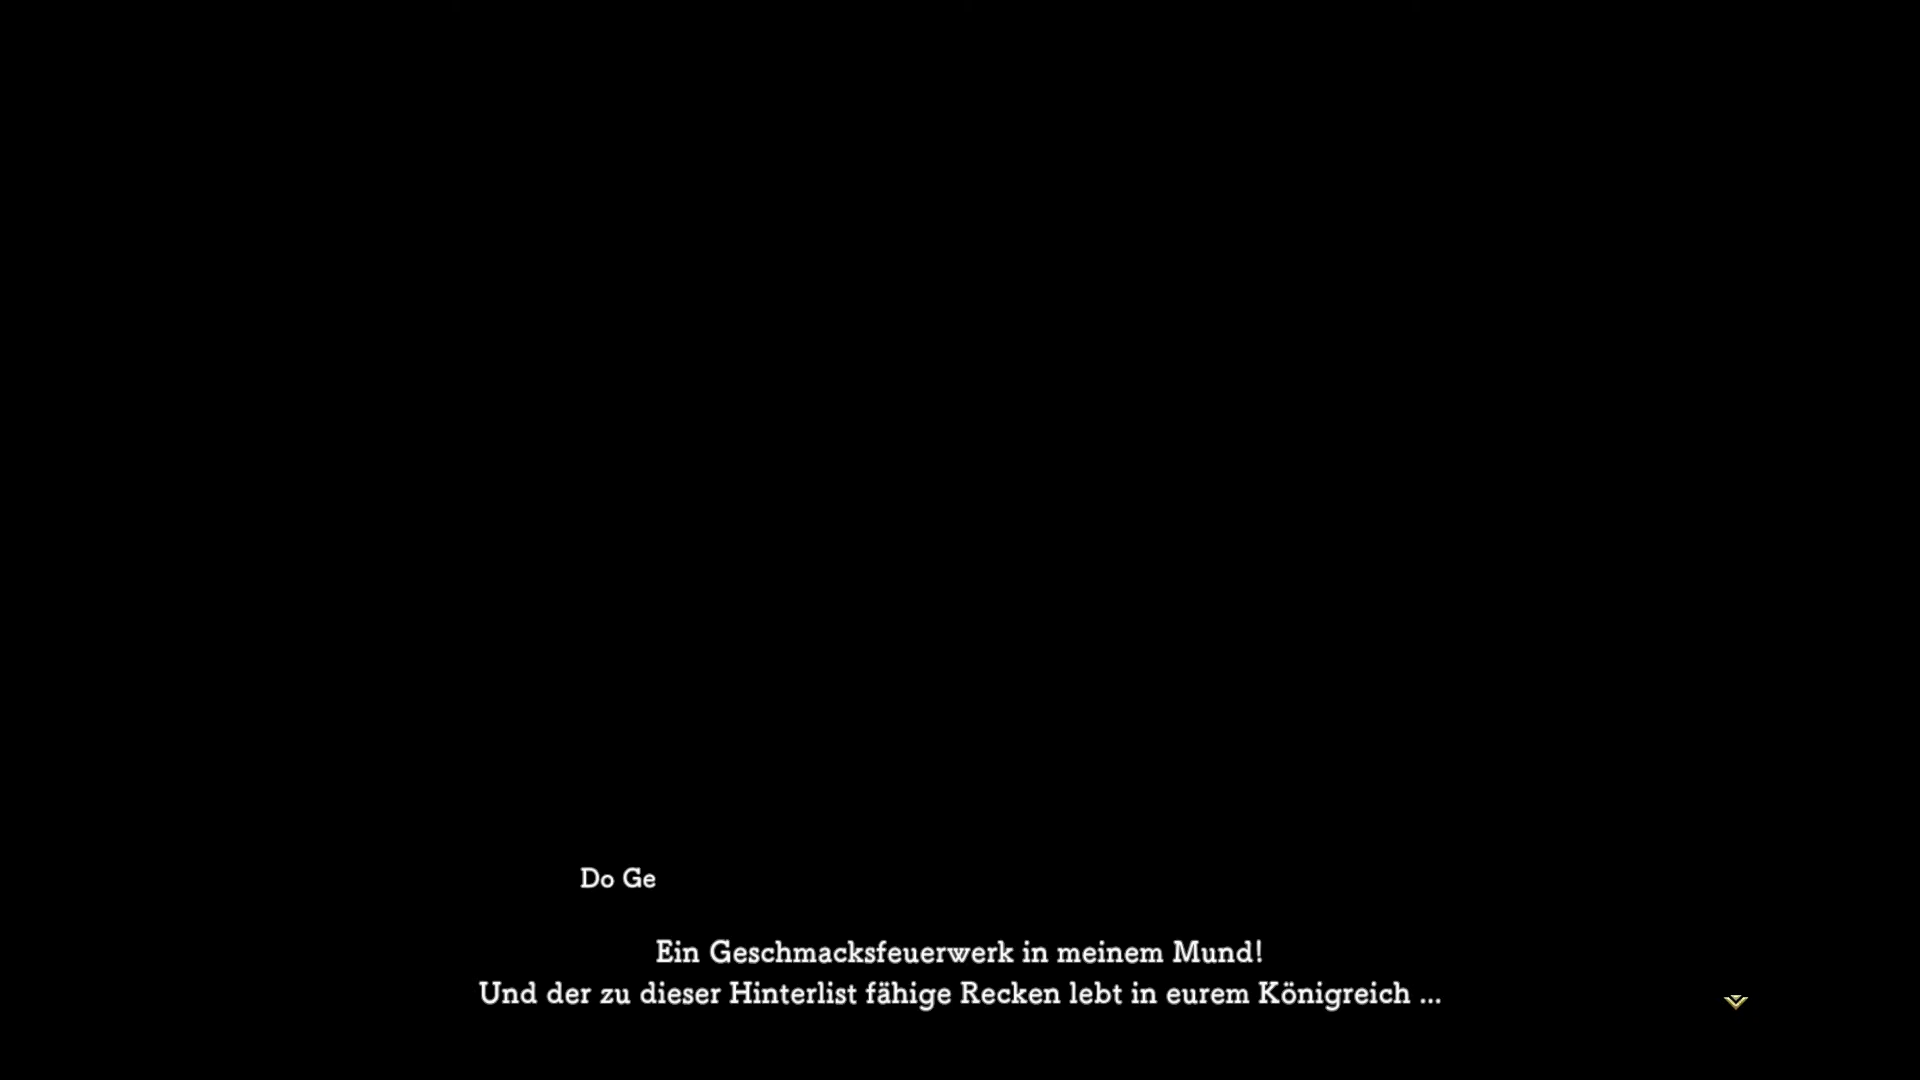 Do Ge
Ein Geschmacksfeuerwerk in meinem Mund!
Und der zu dieser Hinterlist fähige Recken lebt in eurem Königreich ...